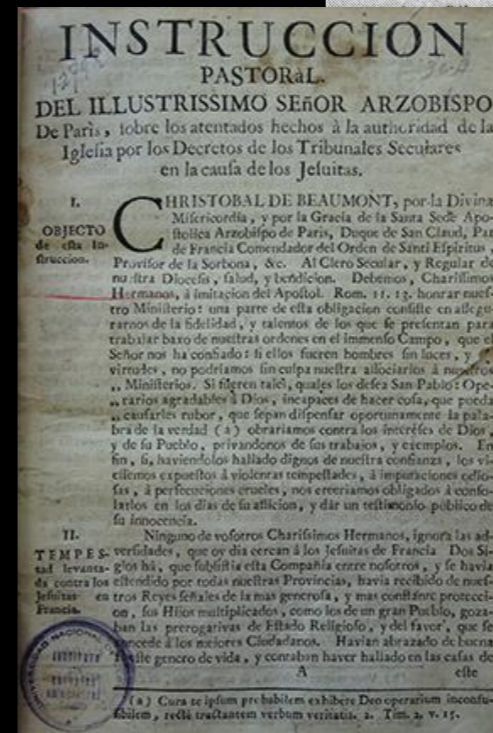 INSTRUCCION
PASTORàL.
DEL ILLUSTRISSIMO SEñOR ARZOBISPO
De Parìs, sobre los atentados hechos à la authoridad de la
Iglesia por los Decretos de los Tribunales Seculares
en la causa de los Jesuitas.
I.
OBJECTO
de esta In-
struccion.
CHRISTOBAL DE BEAUMONT, por la Divina
Misericordia, y por la Gracia de la Santa Sede Apo-
stolica Arzobispo de Paris, Duque de San Claud, Par
de Francia Comendador del Orden de Santi Espiritus,
Provisor de la Sorbona, &c. Al Clero Secular, y Regular de
nuestra Diocesis, salud, y bendicion. Debemos, Charissimos
Hermanos, à imitacion del Apostol. Rom. 11. 13. honrar nues-
tro Ministerio: una parte de esta obligacion consiste en assegu-
rarnos de la fidelidad, y talentos de los que se presentan para
trabajar baxo de nuestras ordenes en el immenso Campo, que el
Señor nos ha confiado: si ellos fueren hombres sin luces, y
virtudes, no podriamos sin culpa nuestra associarlos à nuestros
„ Ministerios. Si fueren tales, quales los desea San Pablo: Ope-
„ rarios agradables à Dios, incapaces de hacer cosa, que pueda
„ causarles rubor, que sepan dispensar oportunamente la pala-
bra de la verdad (a) obrariamos contra los interéses de Dios,
y de su Pueblo, privandonos de sus trabajos, y exemplos. En
fin, si, haviendolos hallado dignos de nuestra confianza, los vi-
essemos expuestos à violentas tempestades, à imputaciones odio-
sas, à persecuciones crueles, nos creeriamos obligados à conso-
larlos en los dias de su afliccion, y dár un testimonio público de
su innocencia.
II.
TEMPES-
tad levanta-
da contra los
Jesuitas en
Francia.
Ninguno de vosotros Charissimos Hermanos, ignora las ad-
versidades, que oy dia cercan à los Jesuitas de Francia Dos Si-
glos há, que subsistia esta Compañia entre nosotros, y se havia
estendido por todas nuestras Provincias, havia recibido de nues-
tros Reyes señales de la mas generosa, y mas constante protecci-
on, sus Hijos multiplicados, como los de un gran Pueblo, goza-
ban las prerogativas de Estado Religioso, y del favor, que se
concede à los mejores Ciudadanos. Havian abrazado de buena
este genero de vida, y contaban haver hallado en las casas de
A
este
(a) Cura te ipsum probabilem exhibere Deo operarium inconfu-
sibilem, rectè tractantem verbum veritatis. 2. Tim. 2, v. 15.